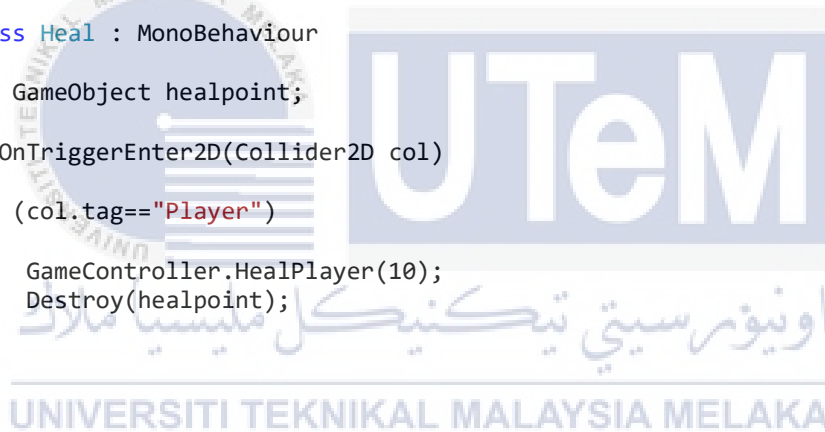 ss Heal : MonoBehaviour
GameObject healpoint;
OnTriggerEnter2D(Collider2D col)
(col.tag=="Player")
GameController.HealPlayer(10);
Destroy(healpoint);
UTeM
اونيۏرسيتي تيكنيكل مليسيا ملاك
UNIVERSITI TEKNIKAL MALAYSIA MELAKA